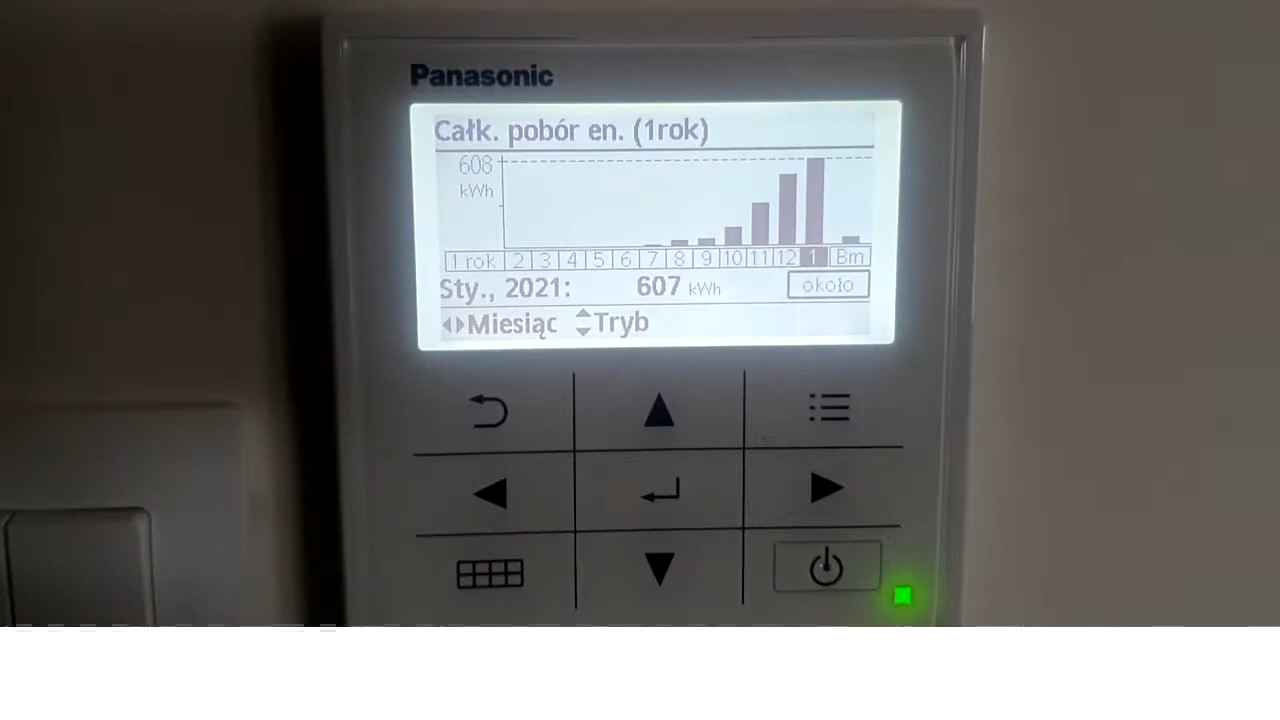 Panasonic
Całk. pobór en. (1rok)
608
kWh
1 rok 2 3 4 5 6 7 8 9 10 11 12 1 Bm
Sty., 2021: 607 kWh około
Miesiąc Tryb